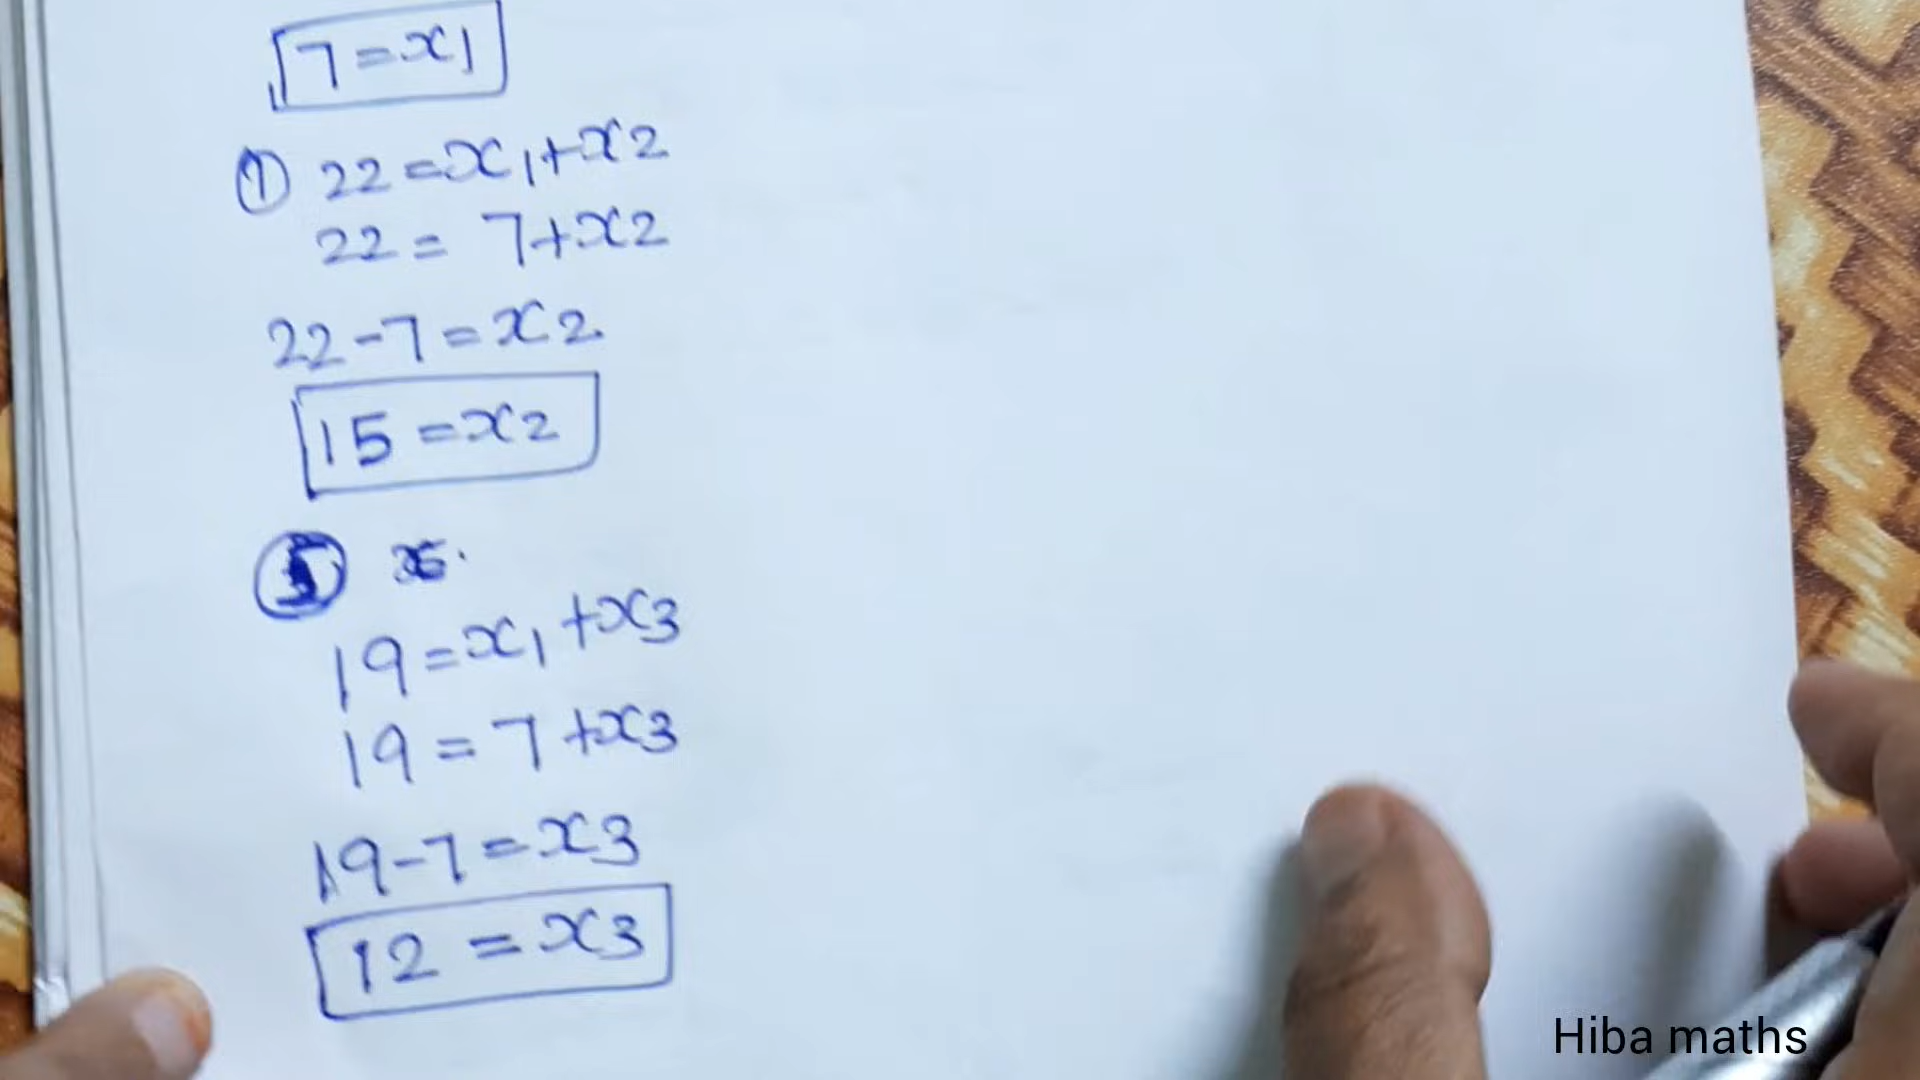 7=x1
① 22=x1+x2
22= 7+x2
22-7=x2
15=x2
19=x1+x3
19=7+x3
19-7=x3
12=x3
Hiba maths